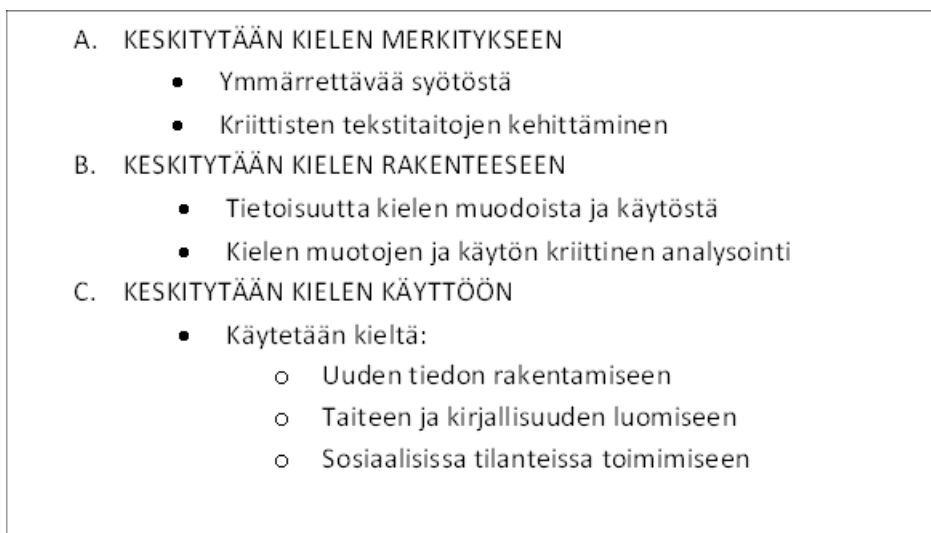 A. KESKITYTÄÄN KIELEN MERKITYKSEEN
• Ymmärrettävää syötöstä
• Kriittisten tekstitaitojen kehittäminen
B. KESKITYTÄÄN KIELEN RAKENTEESEEN
• Tietoisuutta kielen muodoista ja käytöstä
• Kielen muotojen ja käytön kriittinen analysointi
C. KESKITYTÄÄN KIELEN KÄYTTÖÖN
• Käytetään kieltä:
o Uuden tiedon rakentamiseen
o Taiteen ja kirjallisuuden luomiseen
o Sosiaalisissa tilanteissa toimimiseen